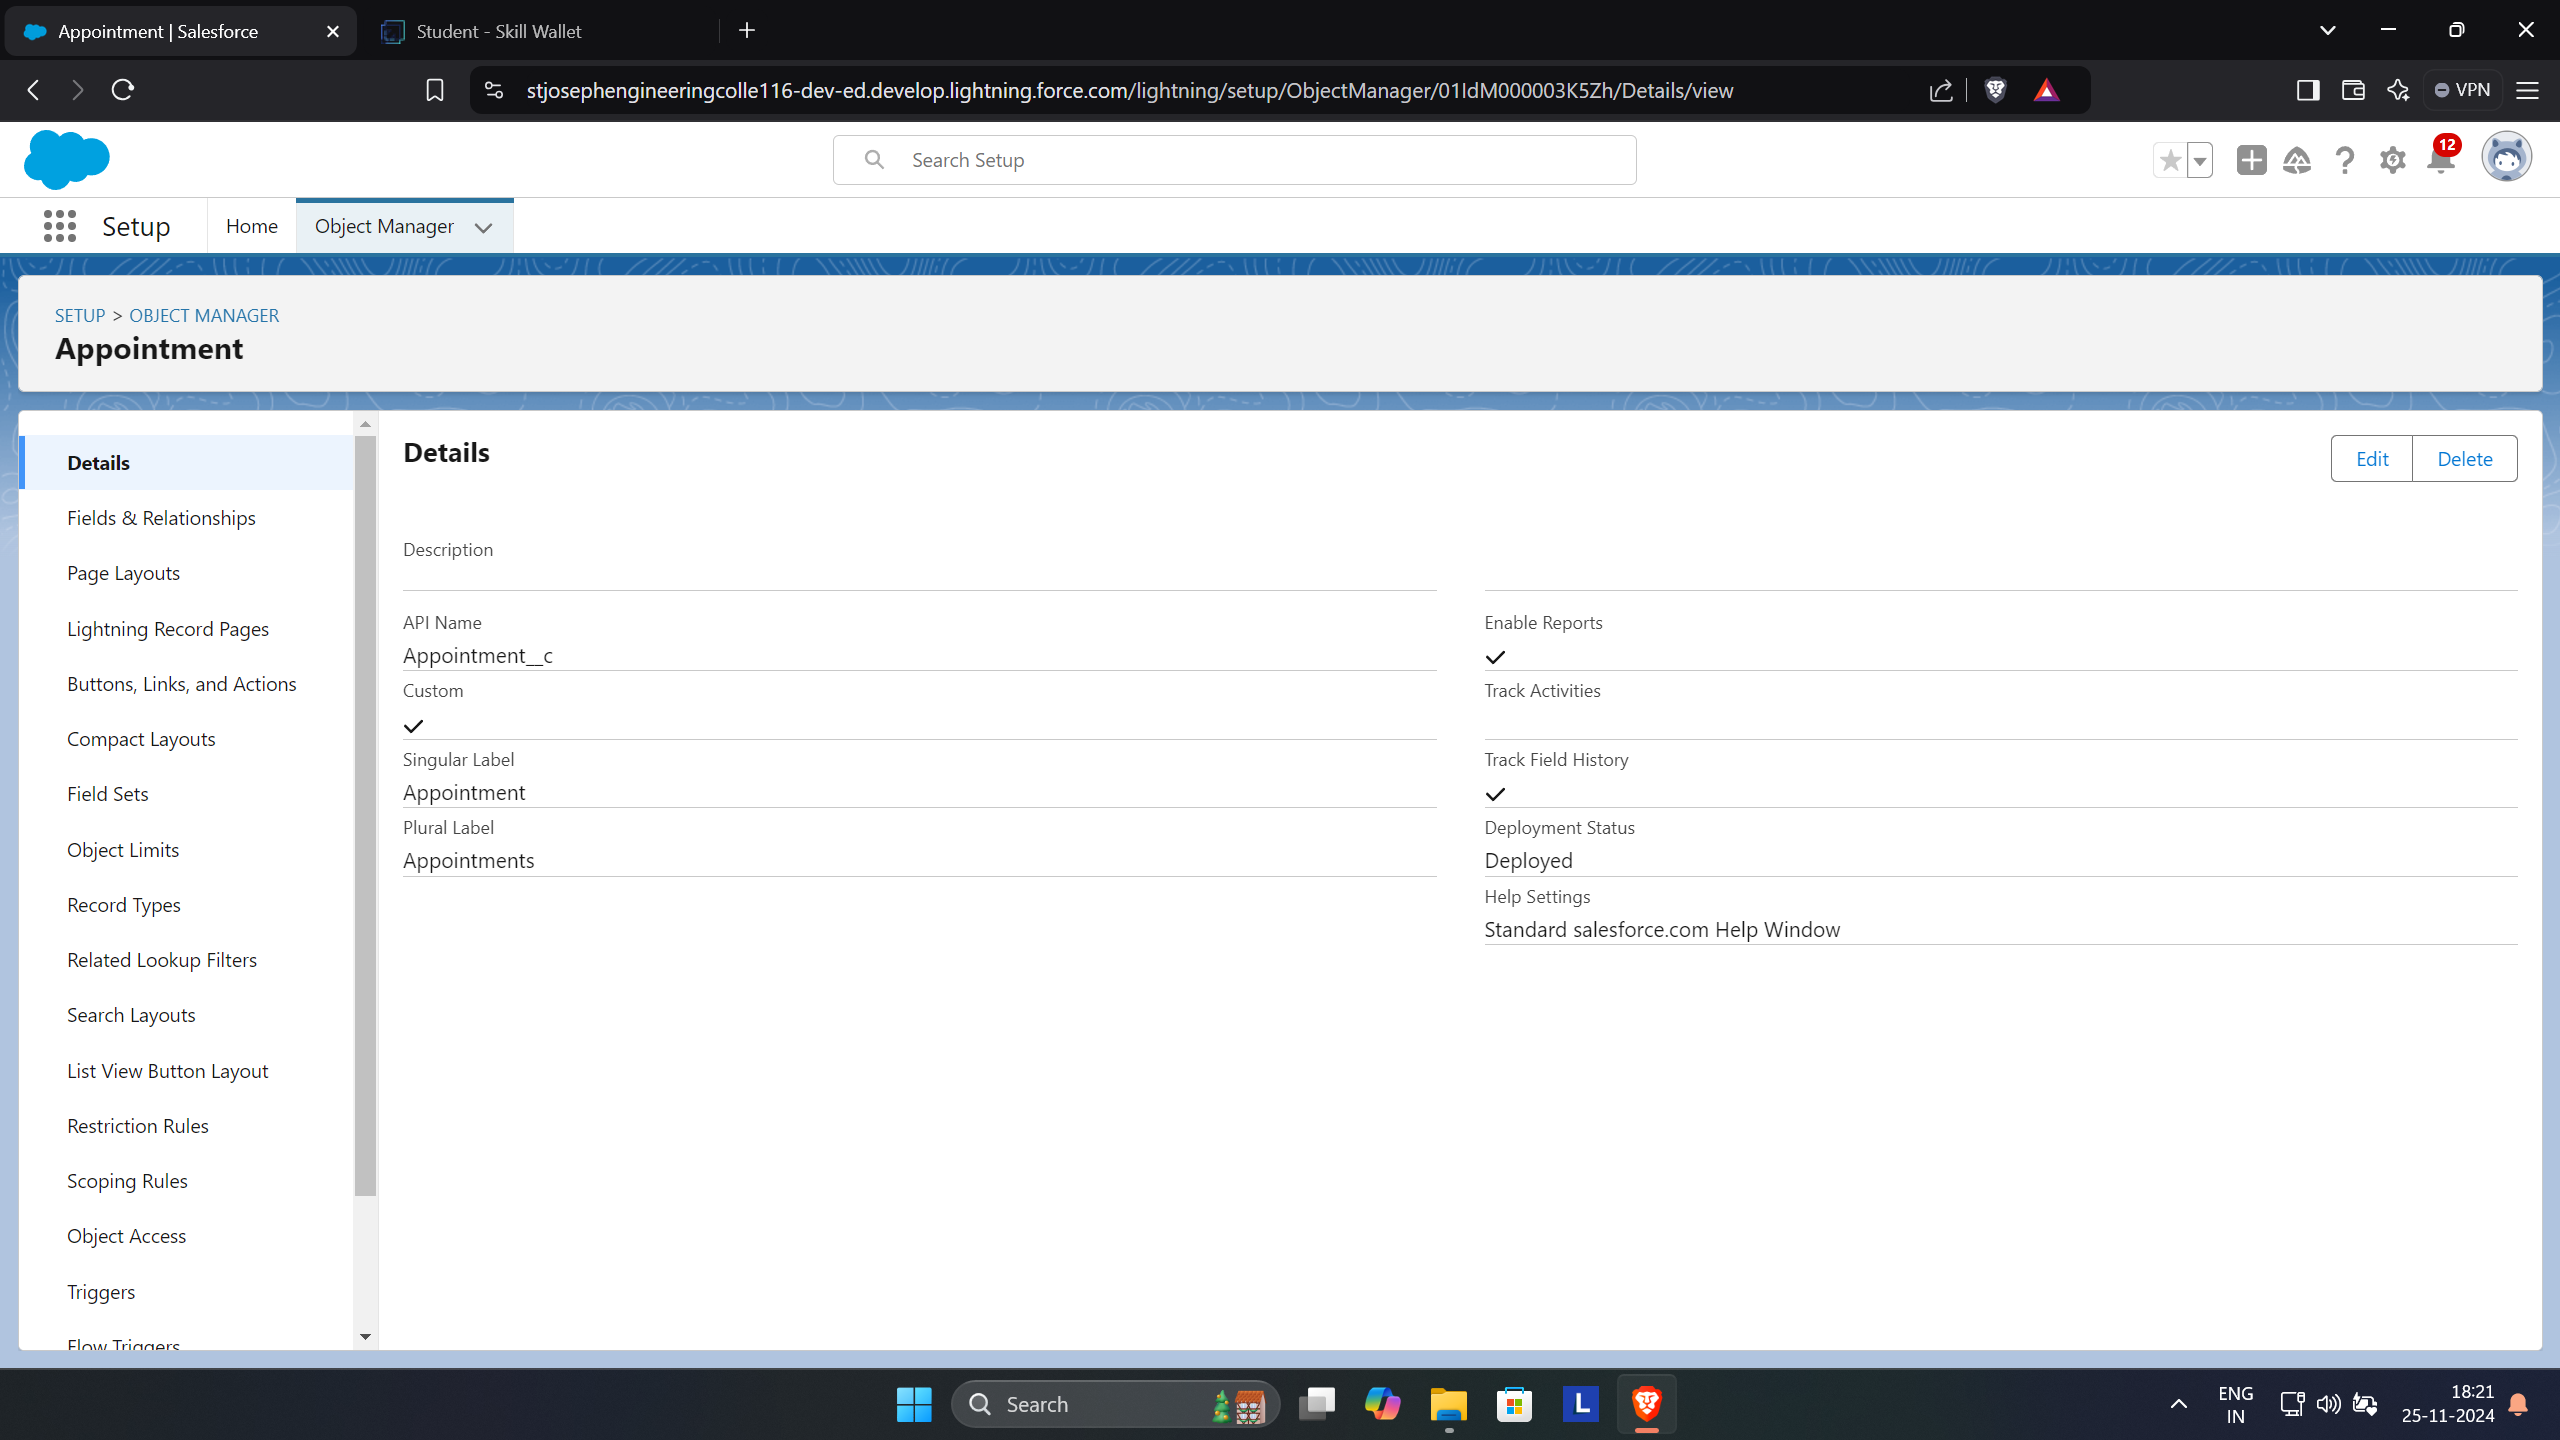 Appointment | Salesforce
Student - Skill Wallet
stjosephengineeringcolle116-dev-ed.develop.lightning.force.com/lightning/setup/ObjectManager/01IdM000003K5Zh/Details/view
VPN
Search Setup
12
Setup
Home
Object Manager
SETUP > OBJECT MANAGER
Appointment
Details
Fields & Relationships
Page Layouts
Lightning Record Pages
Buttons, Links, and Actions
Compact Layouts
Field Sets
Object Limits
Record Types
Related Lookup Filters
Search Layouts
List View Button Layout
Restriction Rules
Scoping Rules
Object Access
Triggers
Flow Triggers
Details
Edit
Delete
Description
API Name
Appointment__c
Custom
Singular Label
Appointment
Plural Label
Appointments
Enable Reports
Track Activities
Track Field History
Deployment Status
Deployed
Help Settings
Standard salesforce.com Help Window
Search
L
ENG
IN
18:21
25-11-2024